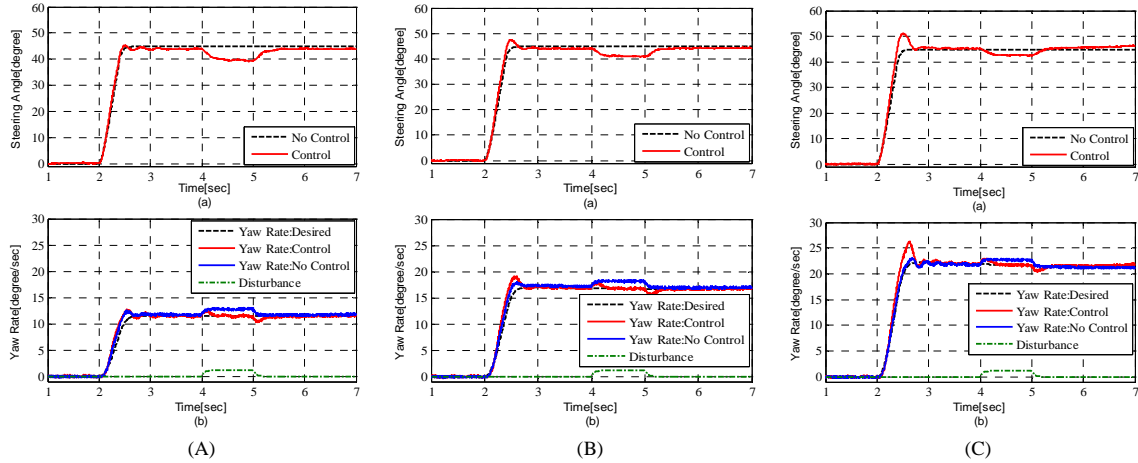 60
50
40
30
20
10
0
Steering Angle[degree]
No Control
Control
1 2 3 4 5 6 7
Time[sec]
(a)
30
25
20
15
10
5
0
Yaw Rate[degree/sec]
Yaw Rate:Desired
Yaw Rate:Control
Yaw Rate:No Control
Disturbance
1 2 3 4 5 6 7
Time[sec]
(b)
(A)
60
50
40
30
20
10
0
Steering Angle[degree]
No Control
Control
1 2 3 4 5 6 7
Time[sec]
(a)
30
25
20
15
10
5
0
Yaw Rate[degree/sec]
Yaw Rate:Desired
Yaw Rate:Control
Yaw Rate:No Control
Disturbance
1 2 3 4 5 6 7
Time[sec]
(b)
(B)
60
50
40
30
20
10
0
Steering Angle[degree]
No Control
Control
1 2 3 4 5 6 7
Time[sec]
(a)
30
25
20
15
10
5
0
Yaw Rate[degree/sec]
Yaw Rate:Desired
Yaw Rate:Control
Yaw Rate:No Control
Disturbance
1 2 3 4 5 6 7
Time[sec]
(b)
(C)